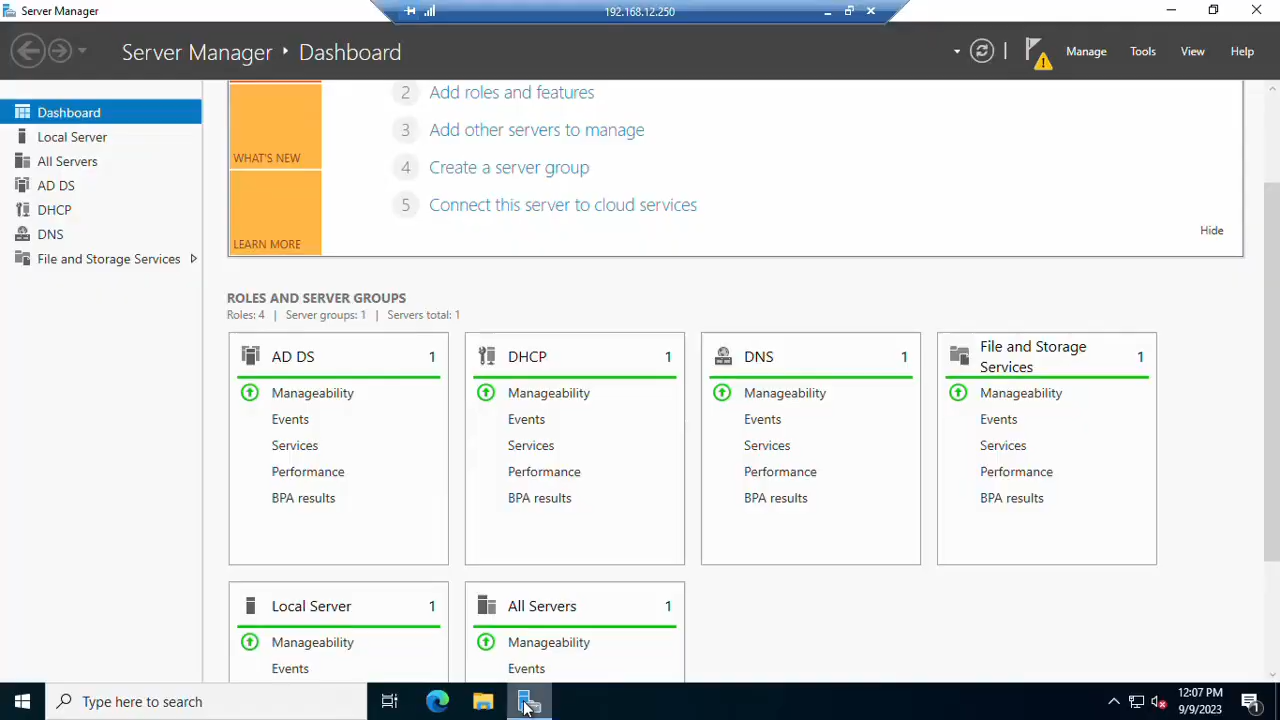 Server Manager
192.168.12.250
Server Manager • Dashboard
Manage
Tools
View
Help
Dashboard
Local Server
All Servers
AD DS
DHCP
DNS
File and Storage Services
WHAT'S NEW
LEARN MORE
2 Add roles and features
3 Add other servers to manage
4 Create a server group
5 Connect this server to cloud services
Hide
ROLES AND SERVER GROUPS
Roles: 4 | Server groups: 1 | Servers total: 1
AD DS 1
Manageability
Events
Services
Performance
BPA results
DHCP 1
Manageability
Events
Services
Performance
BPA results
DNS 1
Manageability
Events
Services
Performance
BPA results
File and Storage
Services 1
Manageability
Events
Services
Performance
BPA results
Local Server 1
Manageability
Events
All Servers 1
Manageability
Events
Type here to search
12:07 PM
9/9/2023
1